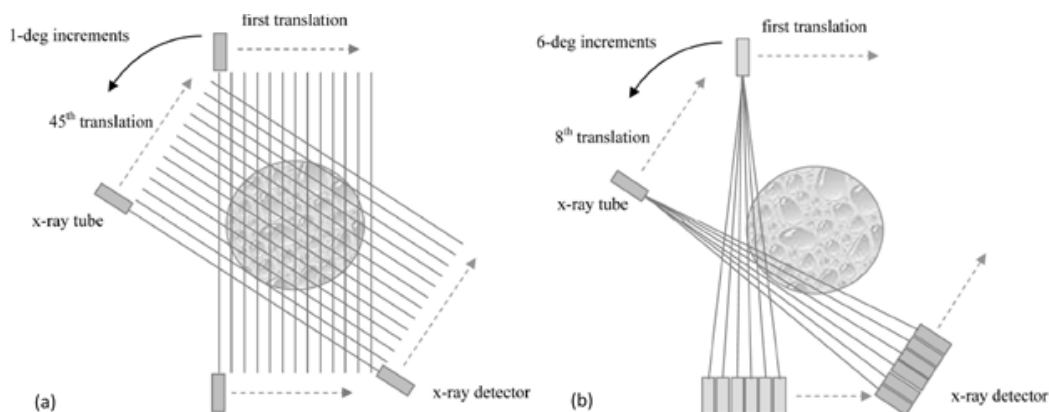 first translation
1-deg increments
45th translation
x-ray tube
x-ray detector
(a)
first translation
6-deg increments
8th translation
x-ray tube
x-ray detector
(b)